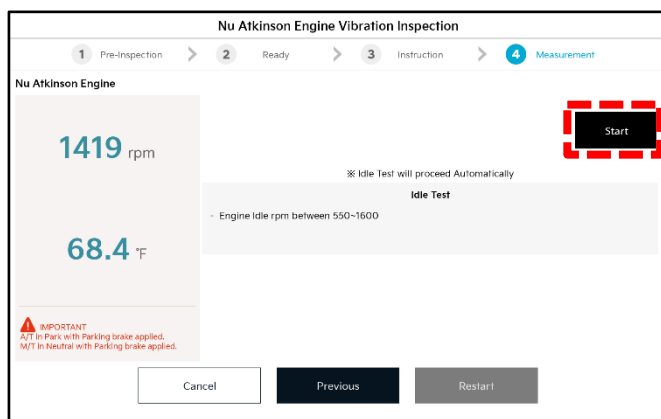 Nu Atkinson Engine Vibration Inspection
1 Pre-Inspection > 2 Ready > 3 Instruction > 4 Measurement
Nu Atkinson Engine
1419 rpm
Start
※ Idle Test will proceed Automatically
Idle Test
- Engine Idle rpm between 550~1600
68.4 °F
IMPORTANT
A/T in Park with Parking brake applied.
M/T in Neutral with Parking brake applied.
Cancel Previous Restart